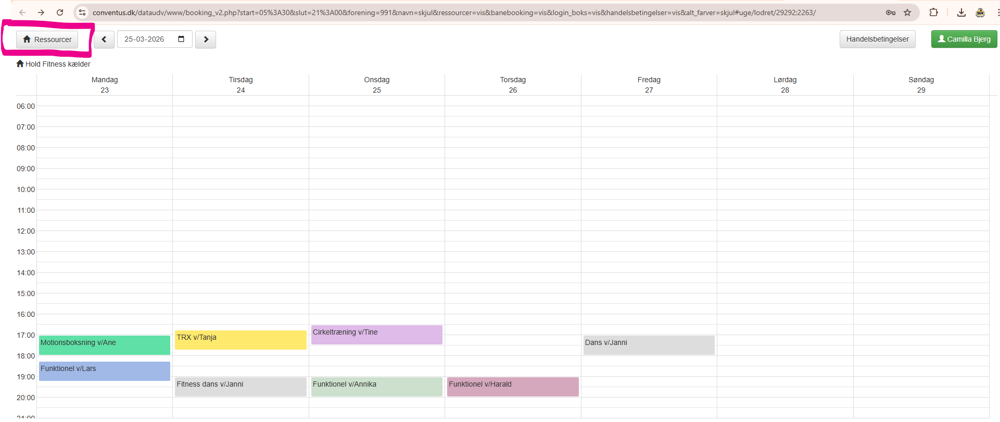 conventus.dk/dataudv/www/booking_v2.php?start=05%3A30&slut=21%3A00&forening=991&navn=skjul&ressourcer=vis&banebooking=vis&login_boks=vis&handelsbetingelser=vis&alt_farver=skjul#uge/lodret/29292;2263/
Ressourcer 25-03-2026 Handelsbetingelser Camilla Bjerg
Hold Fitness kælder
Mandag Tirsdag Onsdag Torsdag Fredag Lørdag Søndag
23 24 25 26 27 28 29
06:00
07:00
08:00
09:00
10:00
11:00
12:00
13:00
14:00
15:00
16:00
Cirkeltræning v/Tine
17:00
TRX v/Tanja
Motionsboksning v/Ane Dans v/Janni
18:00
Funktionel v/Lars
19:00
Fitness dans v/Janni Funktionel v/Annika Funktionel v/Harald
20:00
21:00